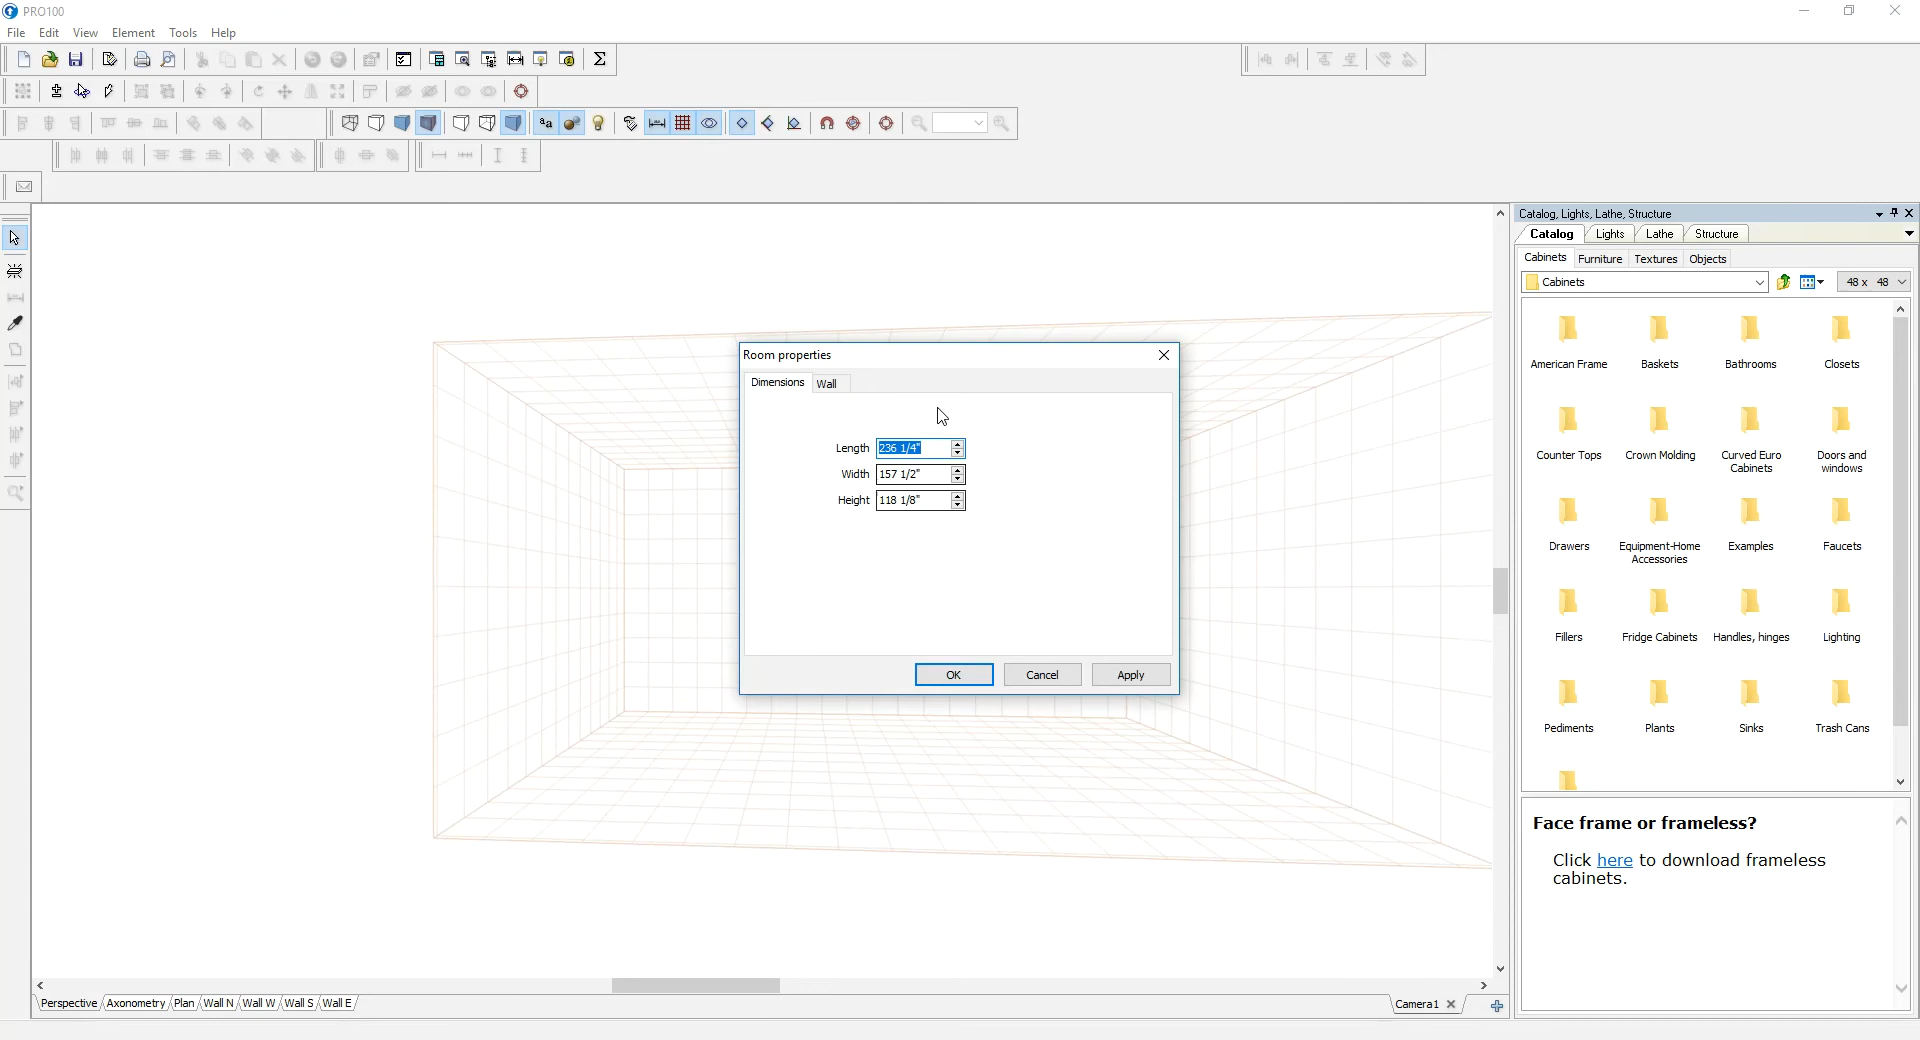 PRO100
File Edit View Element Tools Help
Catalog, Lights, Lathe, Structure
Catalog Lights Lathe Structure
Cabinets Furniture Textures Objects
Cabinets 48 x 48
American Frame Baskets Bathrooms Closets
Counter Tops Crown Molding Curved Euro Cabinets Doors and windows
Drawers Equipment-Home Accessories Examples Faucets
Fillers Fridge Cabinets Handles, hinges Lighting
Pediments Plants Sinks Trash Cans
Face frame or frameless?
Click here to download frameless
cabinets.
Room properties
Dimensions Wall
Length 236 1/4"
Width 157 1/2"
Height 118 1/8"
OK Cancel Apply
Perspective Axonometry Plan Wall N Wall W Wall S Wall E
Camera1